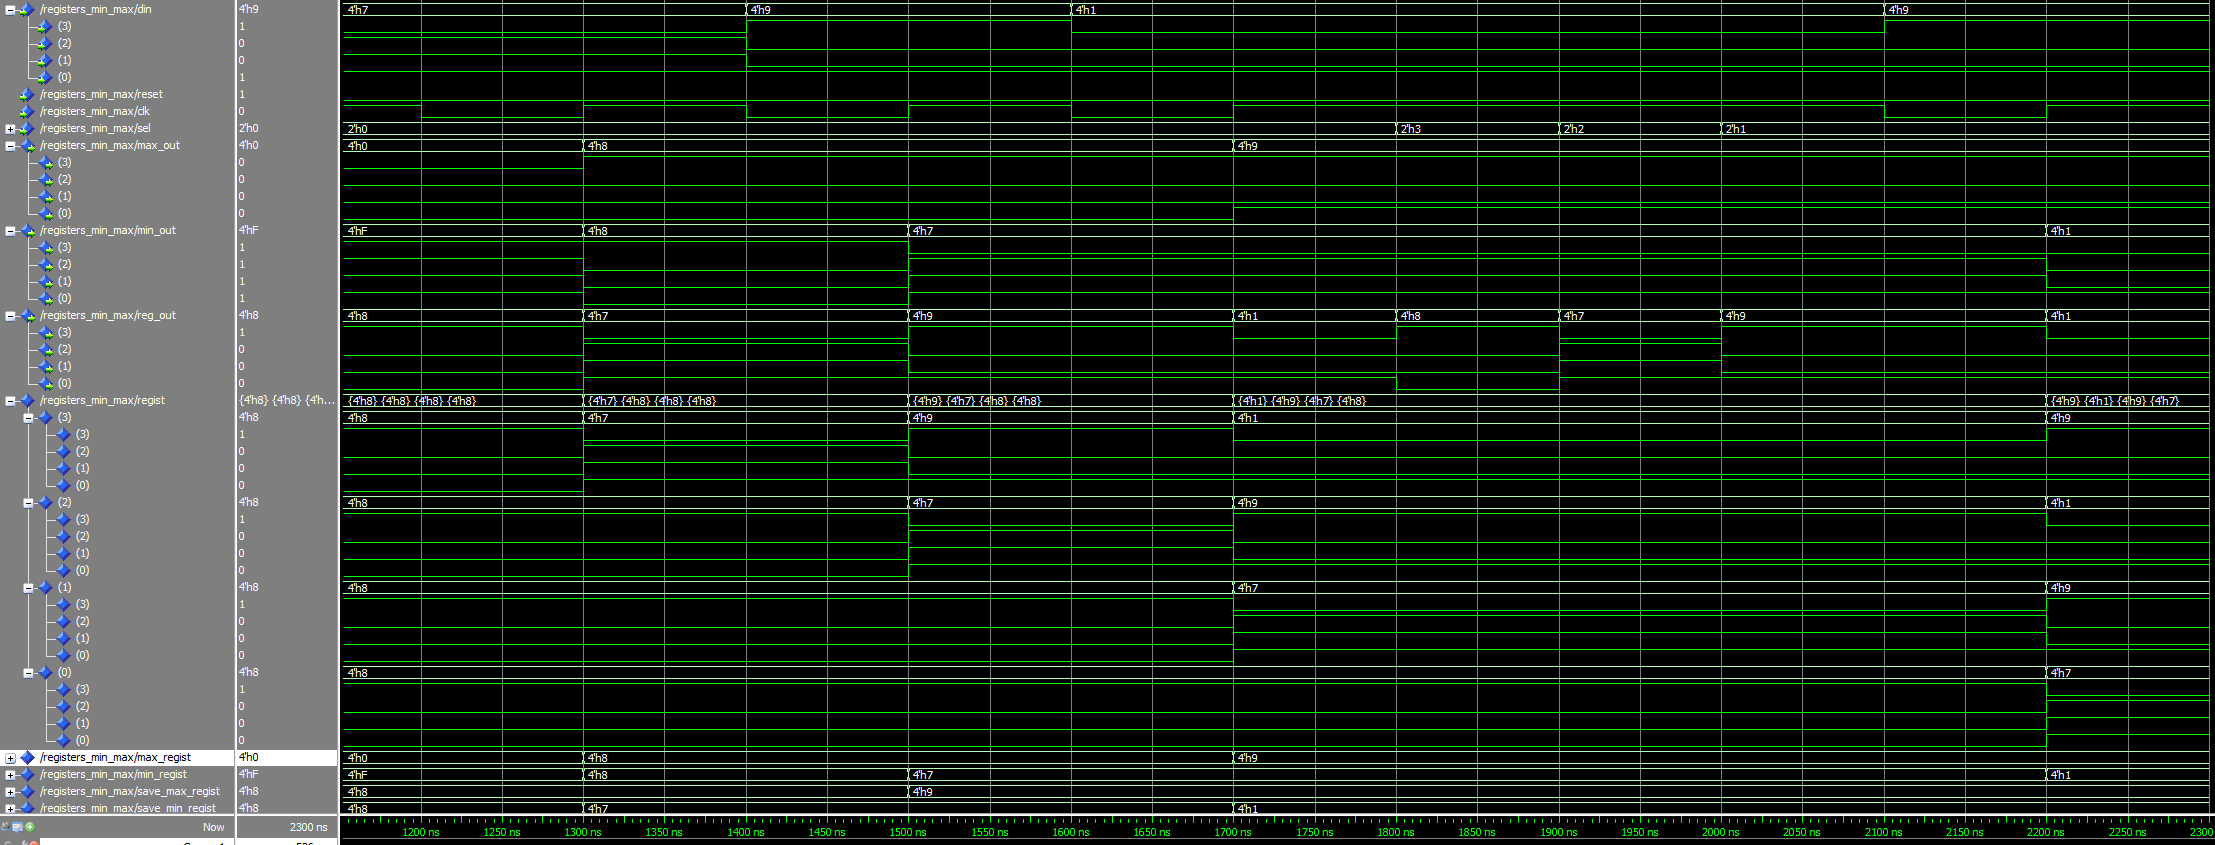 /registers_min_max/din 4'h9 4'h7 4'h9 4'h1 4'h9
(3) 1
(2) 0
(1) 0
(0) 1
/registers_min_max/reset 1
/registers_min_max/clk 0
/registers_min_max/sel 2'h0 2'h0 2'h3 2'h2 2'h1
/registers_min_max/max_out 4'h0 4'h0 4'h8 4'h9
(3) 0
(2) 0
(1) 0
(0) 0
/registers_min_max/min_out 4'hF 4'hF 4'h8 4'h7 4'h1
(3) 1
(2) 1
(1) 1
(0) 1
/registers_min_max/reg_out 4'h8 4'h8 4'h7 4'h9 4'h1 4'h8 4'h7 4'h9 4'h1
(3) 1
(2) 0
(1) 0
(0) 0
/registers_min_max/regist {4'h8} {4'h8} {4'h... {4'h8} {4'h8} {4'h8} {4'h8} {4'h7} {4'h8} {4'h8} {4'h8} {4'h9} {4'h7} {4'h8} {4'h8} {4'h1} {4'h9} {4'h7} {4'h8} {4'h9} {4'h1} {4'h9} {4'h7}
(3) 4'h8 4'h8 4'h7 4'h9 4'h1 4'h9
(3) 1
(2) 0
(1) 0
(0) 0
(2) 4'h8 4'h8 4'h7 4'h9 4'h1
(3) 1
(2) 0
(1) 0
(0) 0
(1) 4'h8 4'h8 4'h7 4'h9
(3) 1
(2) 0
(1) 0
(0) 0
(0) 4'h8 4'h8 4'h7
(3) 1
(2) 0
(1) 0
(0) 0
/registers_min_max/max_regist 4'h0 4'h0 4'h8 4'h9
/registers_min_max/min_regist 4'hF 4'hF 4'h8 4'h7 4'h1
/registers_min_max/save_max_regist 4'h8 4'h8 4'h9
/registers_min_max/save_min_regist 4'h8 4'h8 4'h7 4'h1
Now 2300 ns 1200 ns 1250 ns 1300 ns 1350 ns 1400 ns 1450 ns 1500 ns 1550 ns 1600 ns 1650 ns 1700 ns 1750 ns 1800 ns 1850 ns 1900 ns 1950 ns 2000 ns 2050 ns 2100 ns 2150 ns 2200 ns 2250 ns 2300